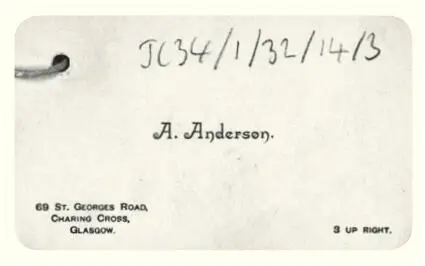 JC34/1/32/14/3
A. Anderson.
69 St. Georges Road,
Charing Cross,
Glasgow.
3 up right.